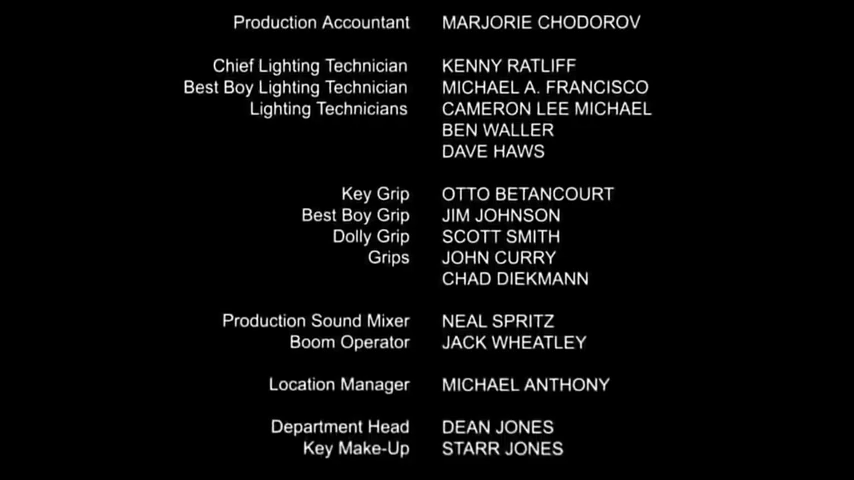 Production Accountant MARJORIE CHODOROV
Chief Lighting Technician KENNY RATLIFF
Best Boy Lighting Technician MICHAEL A. FRANCISCO
Lighting Technicians CAMERON LEE MICHAEL
BEN WALLER
DAVE HAWS
Key Grip OTTO BETANCOURT
Best Boy Grip JIM JOHNSON
Dolly Grip SCOTT SMITH
Grips JOHN CURRY
CHAD DIEKMANN
Production Sound Mixer NEAL SPRITZ
Boom Operator JACK WHEATLEY
Location Manager MICHAEL ANTHONY
Department Head DEAN JONES
Key Make-Up STARR JONES